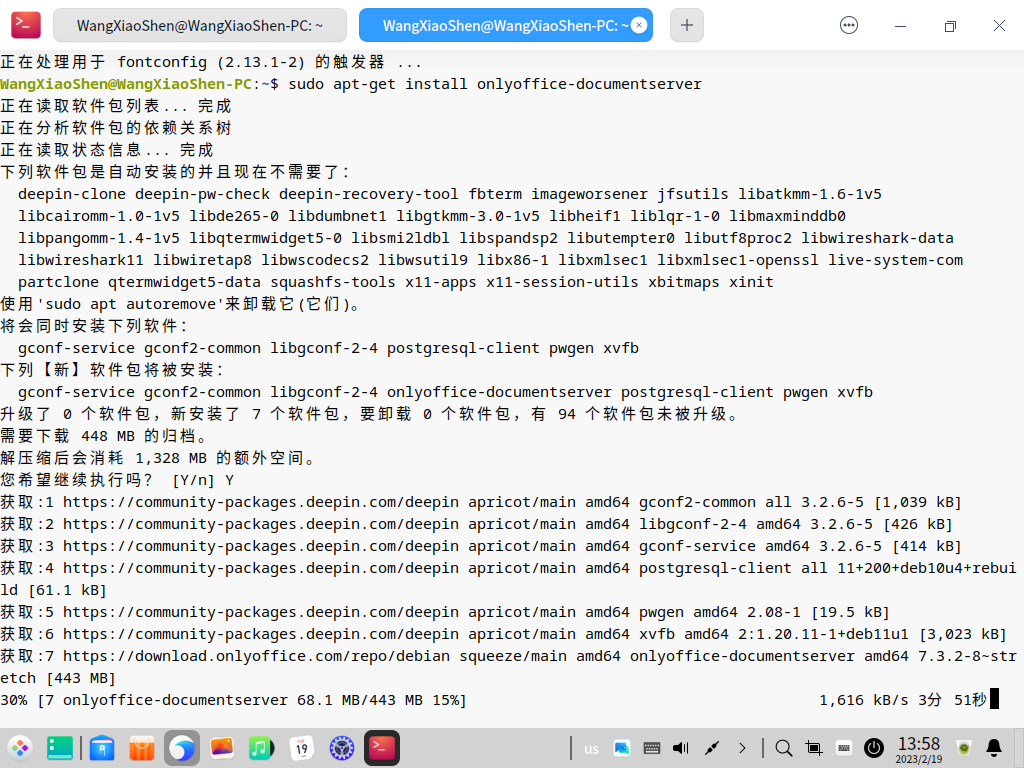 WangXiaoShen@WangXiaoShen-PC: ~
WangXiaoShen@WangXiaoShen-PC: ~
正在处理用于 fontconfig (2.13.1-2) 的触发器 ...
WangXiaoShen@WangXiaoShen-PC:~$ sudo apt-get install onlyoffice-documentserver
正在读取软件包列表... 完成
正在分析软件包的依赖关系树
正在读取状态信息... 完成
下列软件包是自动安装的并且现在不需要了：
deepin-clone deepin-pw-check deepin-recovery-tool fbterm imageworsener jfsutils libatkmm-1.6-1v5
libcairomm-1.0-1v5 libde265-0 libdumbnet1 libgtkmm-3.0-1v5 libheif1 liblqr-1-0 libmaxminddb0
libpangomm-1.4-1v5 libqtermwidget5-0 libsmi2ldbl libspandsp2 libutempter0 libutf8proc2 libwireshark-data
libwireshark11 libwiretap8 libwscodecs2 libwsutil9 libx86-1 libxmlsec1 libxmlsec1-openssl live-system-com
partclone qtermwidget5-data squashfs-tools x11-apps x11-session-utils xbitmaps xinit
使用'sudo apt autoremove'来卸载它(它们)。
将会同时安装下列软件：
gconf-service gconf2-common libgconf-2-4 postgresql-client pwgen xvfb
下列【新】软件包将被安装：
gconf-service gconf2-common libgconf-2-4 onlyoffice-documentserver postgresql-client pwgen xvfb
升级了 0 个软件包，新安装了 7 个软件包，要卸载 0 个软件包，有 94 个软件包未被升级。
需要下载 448 MB 的归档。
解压缩后会消耗 1,328 MB 的额外空间。
您希望继续执行吗？ [Y/n] Y
获取:1 https://community-packages.deepin.com/deepin apricot/main amd64 gconf2-common all 3.2.6-5 [1,039 kB]
获取:2 https://community-packages.deepin.com/deepin apricot/main amd64 libgconf-2-4 amd64 3.2.6-5 [426 kB]
获取:3 https://community-packages.deepin.com/deepin apricot/main amd64 gconf-service amd64 3.2.6-5 [414 kB]
获取:4 https://community-packages.deepin.com/deepin apricot/main amd64 postgresql-client all 11+200+deb10u4+rebui
ld [61.1 kB]
获取:5 https://community-packages.deepin.com/deepin apricot/main amd64 pwgen amd64 2.08-1 [19.5 kB]
获取:6 https://community-packages.deepin.com/deepin apricot/main amd64 xvfb amd64 2:1.20.11-1+deb11u1 [3,023 kB]
获取:7 https://download.onlyoffice.com/repo/debian squeeze/main amd64 onlyoffice-documentserver amd64 7.3.2-8~str
etch [443 MB]
30% [7 onlyoffice-documentserver 68.1 MB/443 MB 15%] 1,616 kB/s 3分 51秒
19
us
13:58
2023/2/19